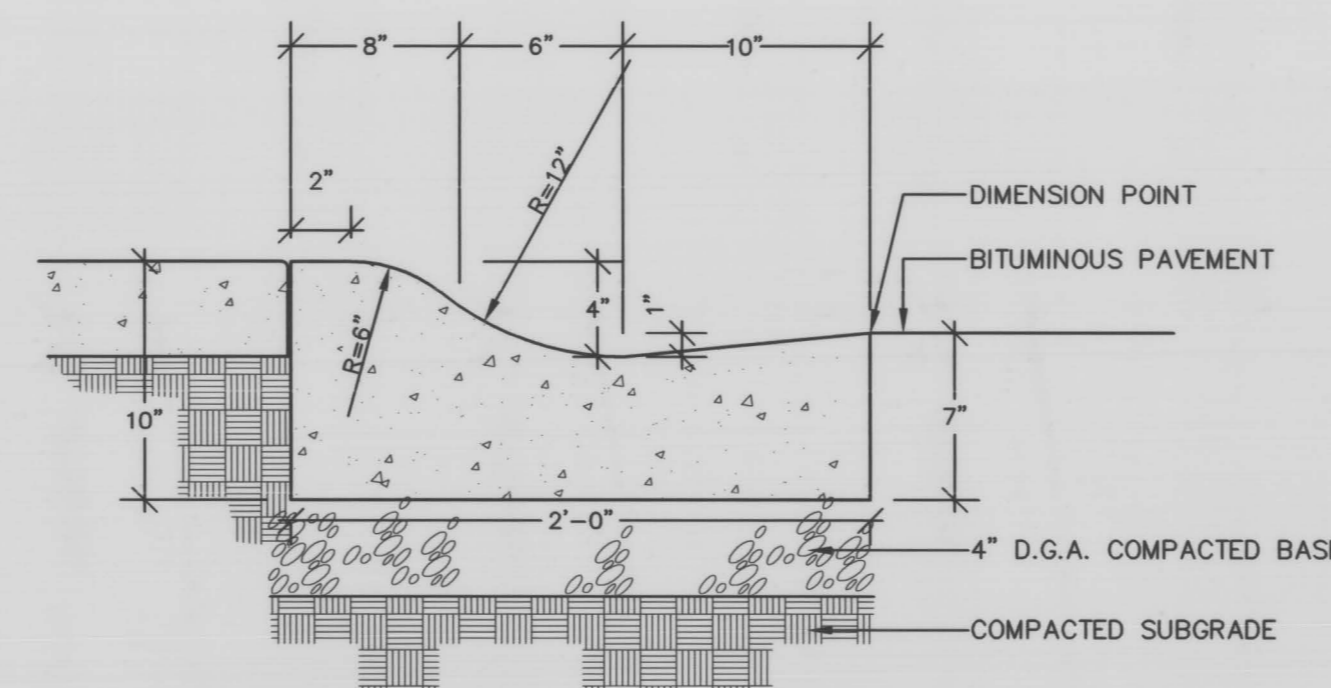 8"
6"
10"
2"
R=12"
DIMENSION POINT
BITUMINOUS PAVEMENT
4"
1"
R=6"
10"
7"
2'-0"
4" D.G.A. COMPACTED BASE
COMPACTED SUBGRADE